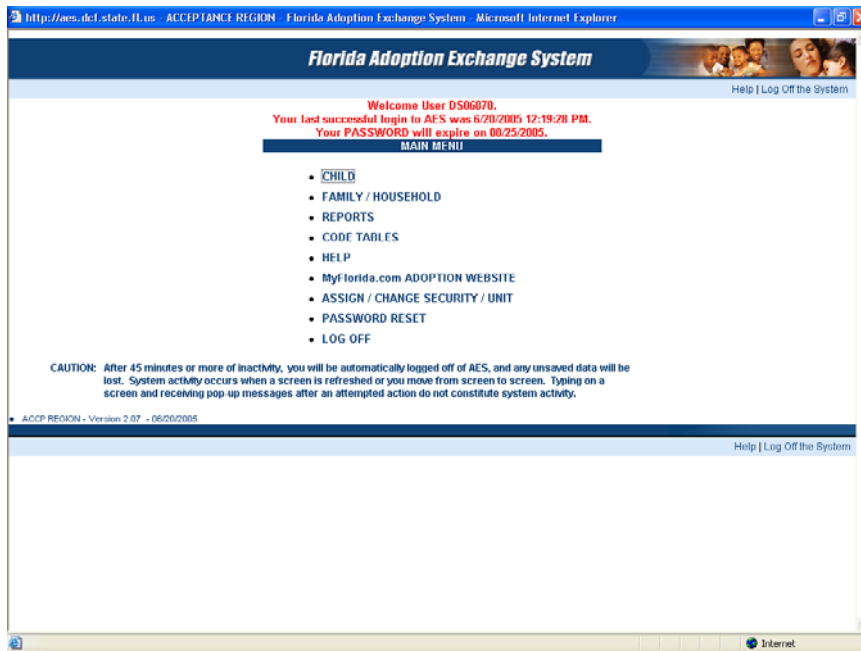 http://aes.dcf.state.fl.us - ACCEPTANCE REGION - Florida Adoption Exchange System - Microsoft Internet Explorer
Florida Adoption Exchange System
Help | Log Off the System
Welcome User DS06070.
Your last successful login to AES was 6/20/2005 12:19:28 PM.
Your PASSWORD will expire on 08/25/2005.
MAIN MENU
• CHILD
• FAMILY / HOUSEHOLD
• REPORTS
• CODE TABLES
• HELP
• MyFlorida.com ADOPTION WEBSITE
• ASSIGN / CHANGE SECURITY / UNIT
• PASSWORD RESET
• LOG OFF
CAUTION: After 45 minutes or more of inactivity, you will be automatically logged off of AES, and any unsaved data will be
lost. System activity occurs when a screen is refreshed or you move from screen to screen. Typing on a
screen and receiving pop-up messages after an attempted action do not constitute system activity.
• ACCP REGION - Version 2.07 - 06/20/2005
Help | Log Off the System
Internet